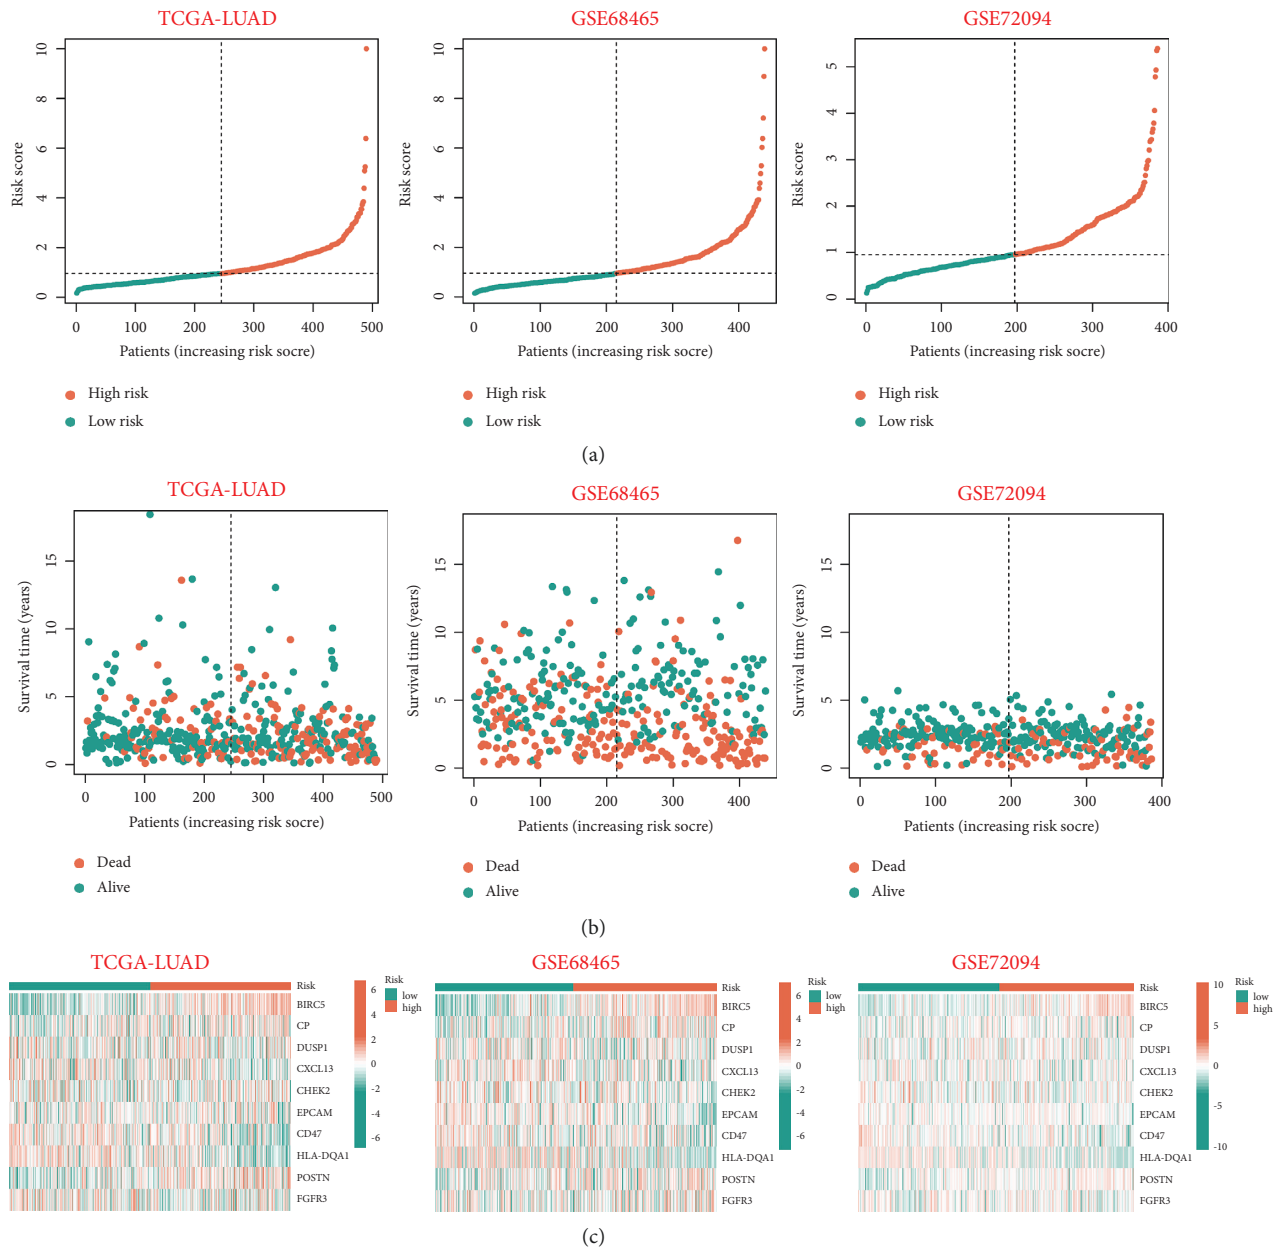 TCGA-LUAD
GSE68465
GSE72094
10
8
6
4
2
0
Risk score
0 100 200 300 400 500
Patients (increasing risk socre)
High risk
Low risk
10
8
6
4
2
0
Risk score
0 100 200 300 400
Patients (increasing risk socre)
High risk
Low risk
5
4
3
2
1
0
Risk score
0 100 200 300 400
Patients (increasing risk socre)
High risk
Low risk
(a)
TCGA-LUAD
GSE68465
GSE72094
15
10
5
0
Survival time (years)
0 100 200 300 400 500
Patients (increasing risk socre)
Dead
Alive
15
10
5
0
Survival time (years)
0 100 200 300 400
Patients (increasing risk socre)
Dead
Alive
15
10
5
0
Survival time (years)
0 100 200 300 400
Patients (increasing risk socre)
Dead
Alive
(b)
TCGA-LUAD
GSE68465
GSE72094
Risk
BIRC5
CP
DUSP1
CXCL13
CHEK2
EPCAM
CD47
HLA-DQA1
POSTN
FGFR3
6
4
2
0
-2
-4
-6
Risk
low
high
Risk
BIRC5
CP
DUSP1
CXCL13
CHEK2
EPCAM
CD47
HLA-DQA1
POSTN
FGFR3
6
4
2
0
-2
-4
-6
Risk
low
high
Risk
BIRC5
CP
DUSP1
CXCL13
CHEK2
EPCAM
CD47
HLA-DQA1
POSTN
FGFR3
10
5
0
-5
-10
Risk
low
high
(c)